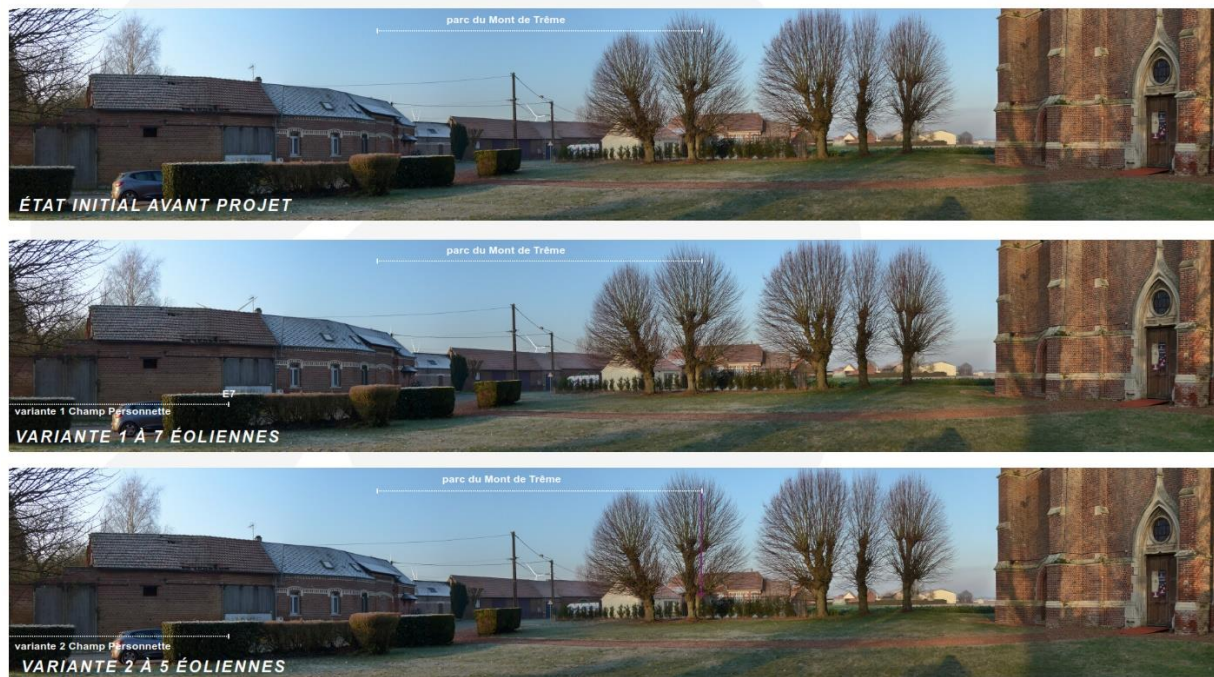 parc du Mont de Trême
ÉTAT INITIAL AVANT PROJET
parc du Mont de Trême
E7
variante 1 Champ Personnette
VARIANTE 1 À 7 ÉOLIENNES
parc du Mont de Trême
variante 2 Champ Personnette
VARIANTE 2 À 5 ÉOLIENNES